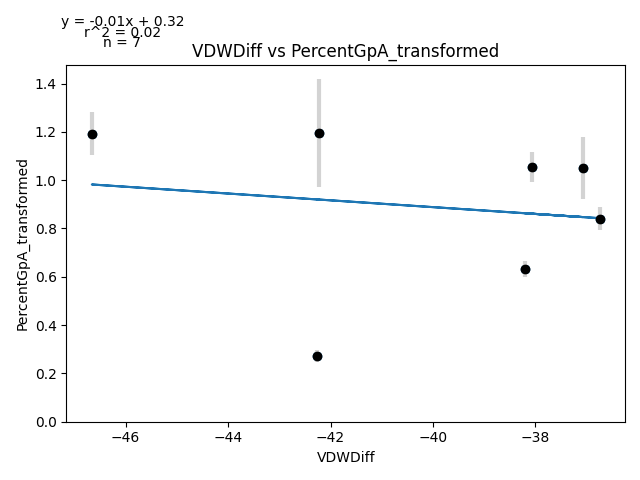 y = -0.01x + 0.32
r^2 = 0.02
n = 7
VDWDiff vs PercentGpA_transformed
PercentGpA_transformed
1.4
1.2
1.0
0.8
0.6
0.4
0.2
0.0
−46
−44
−42
−40
−38
VDWDiff